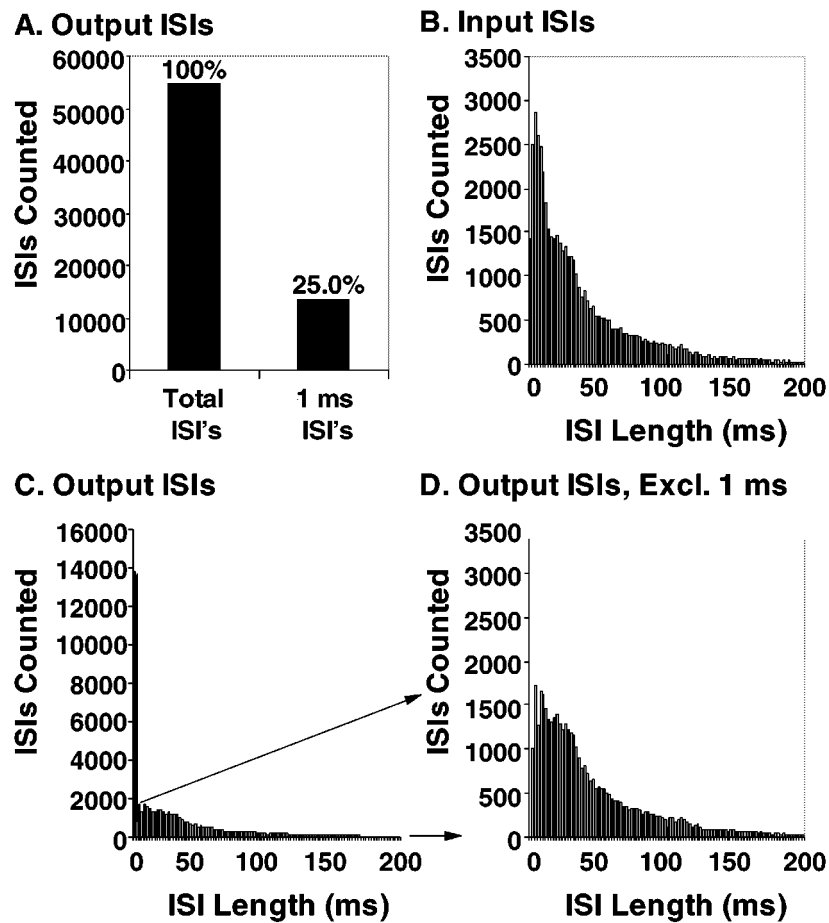 A. Output ISIs
60000
50000
40000
30000
20000
10000
0
ISIs Counted
100%
25.0%
Total
ISI's
1 ms
ISI's
B. Input ISIs
3500
3000
2500
2000
1500
1000
500
0
ISIs Counted
0 50 100 150 200
ISI Length (ms)
C. Output ISIs
16000
14000
12000
10000
8000
6000
4000
2000
0
ISIs Counted
0 50 100 150 200
ISI Length (ms)
D. Output ISIs, Excl. 1 ms
3500
3000
2500
2000
1500
1000
500
0
ISIs Counted
0 50 100 150 200
ISI Length (ms)